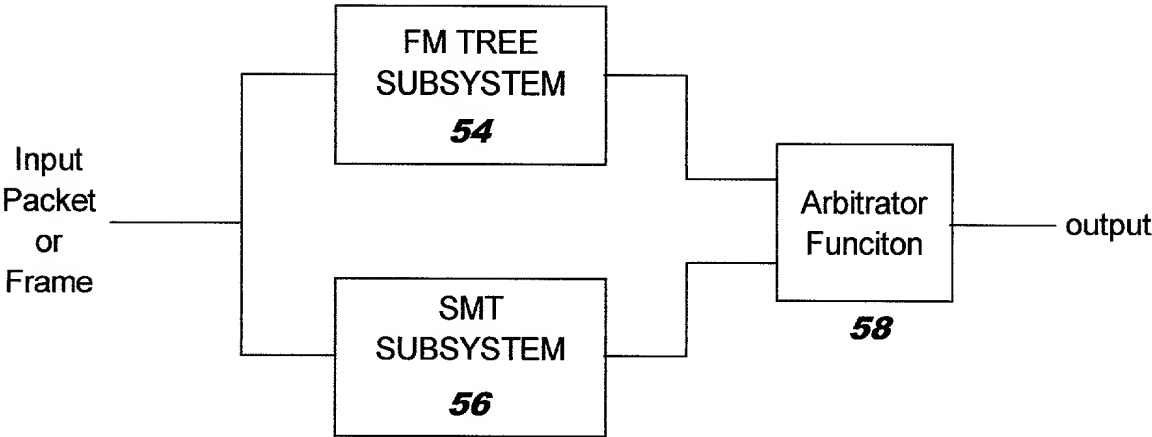 FM TREE
SUBSYSTEM
54
Input
Packet
or
Frame
Arbitrator
Funciton
58
output
SMT
SUBSYSTEM
56